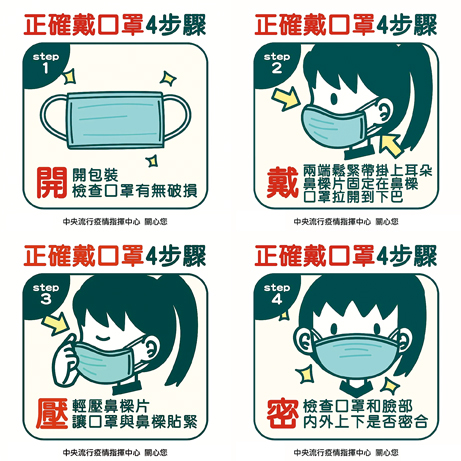 正確戴口罩4步驟
step
1
開
開包裝
檢查口罩有無破損
中央流行疫情指揮中心 關心您
正確戴口罩4步驟
step
2
戴
兩端鬆緊帶掛上耳朵
鼻樑片固定在鼻樑
口罩拉開到下巴
中央流行疫情指揮中心 關心您
正確戴口罩4步驟
step
3
壓
輕壓鼻樑片
讓口罩與鼻樑貼緊
中央流行疫情指揮中心 關心您
正確戴口罩4步驟
step
4
密
檢查口罩和臉部
內外上下是否密合
中央流行疫情指揮中心 關心您